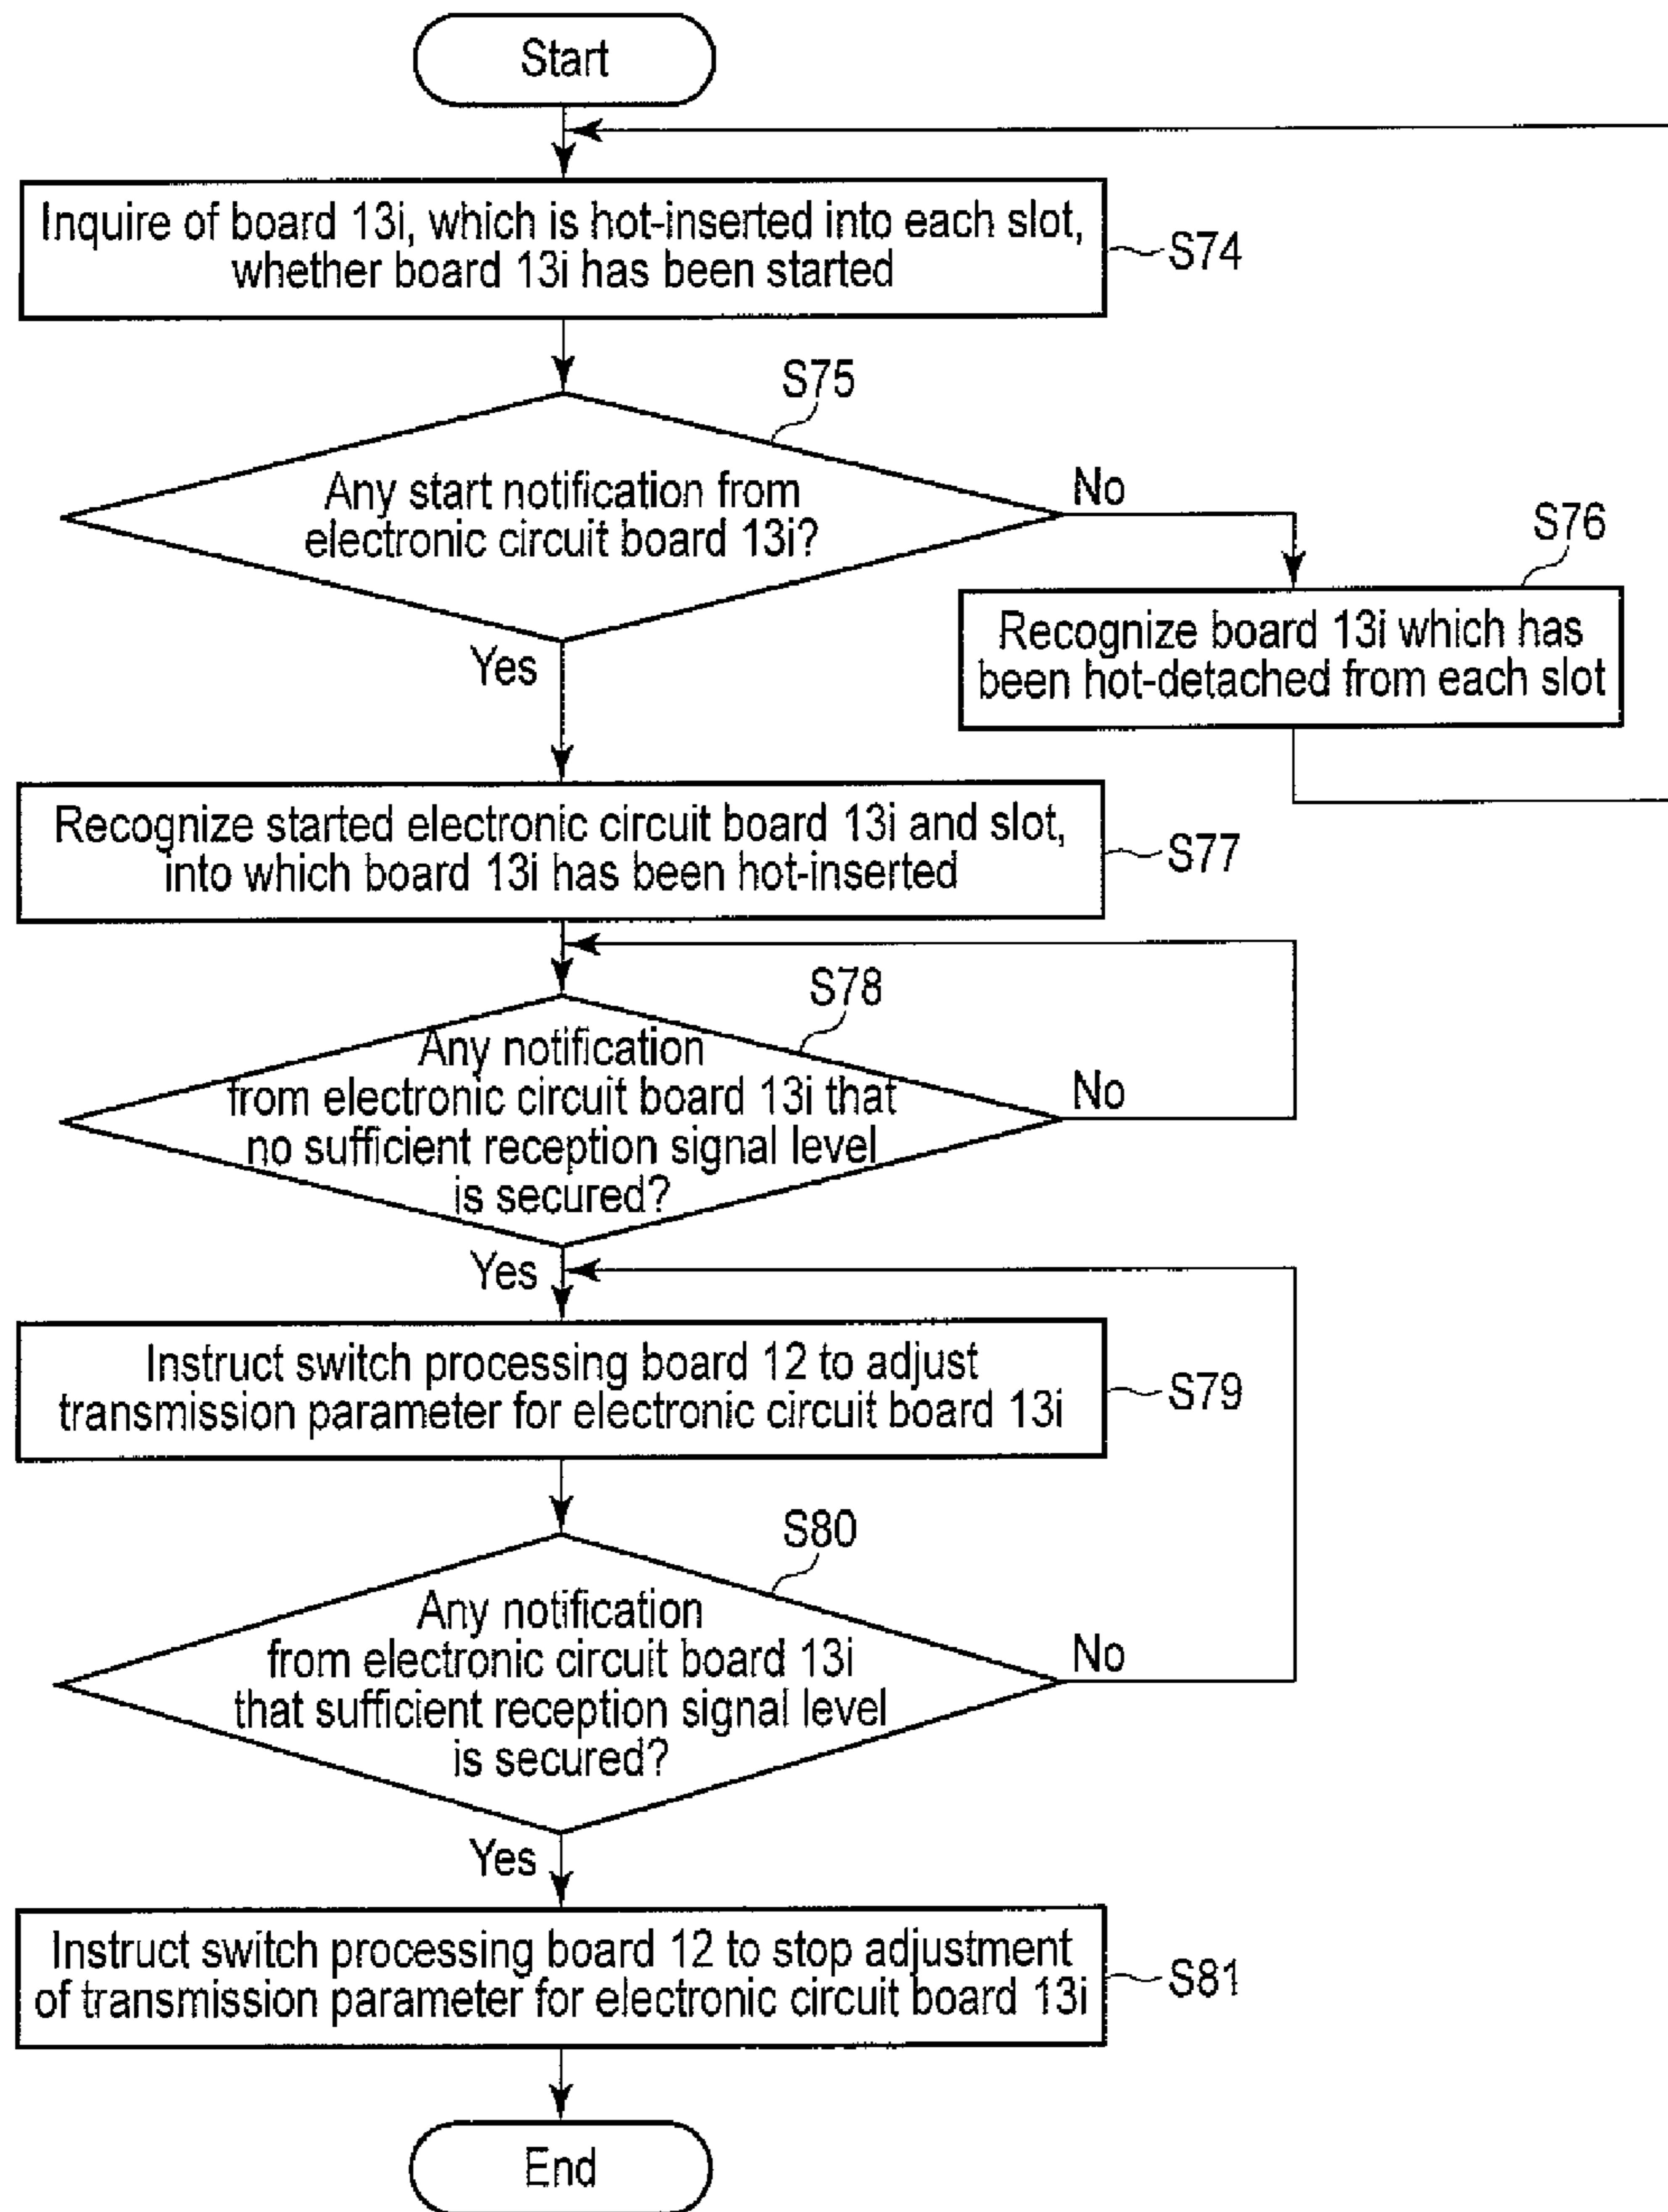 Start
Inquire of board 13i, which is hot-inserted into each slot,
whether board 13i has been started
S74
S75
Any start notification from
electronic circuit board 13i?
No
Yes
S76
Recognize board 13i which has
been hot-detached from each slot
Recognize started electronic circuit board 13i and slot,
into which board 13i has been hot-inserted
S77
S78
Any notification
from electronic circuit board 13i that
no sufficient reception signal level
is secured?
No
Yes
Instruct switch processing board 12 to adjust
transmission parameter for electronic circuit board 13i
S79
S80
Any notification
from electronic circuit board 13i
that sufficient reception signal level
is secured?
No
Yes
Instruct switch processing board 12 to stop adjustment
of transmission parameter for electronic circuit board 13i
S81
End